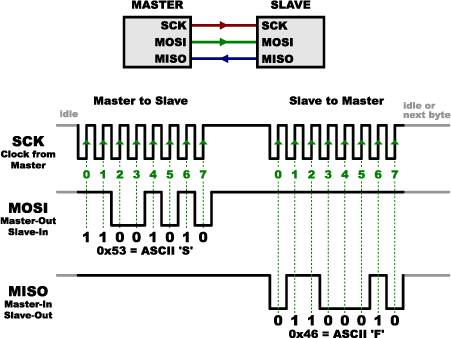 MASTER SLAVE
SCK SCK
MOSI MOSI
MISO MISO
Master to Slave Slave to Master
idle
idle or
next byte
SCK
Clock from
Master
0 1 2 3 4 5 6 7 0 1 2 3 4 5 6 7
MOSI
Master-Out
Slave-In
1 1 0 0 1 0 1 0
0x53 = ASCII 'S'
MISO
Master-In
Slave-Out
0 1 1 0 0 0 1 0
0x46 = ASCII 'F'